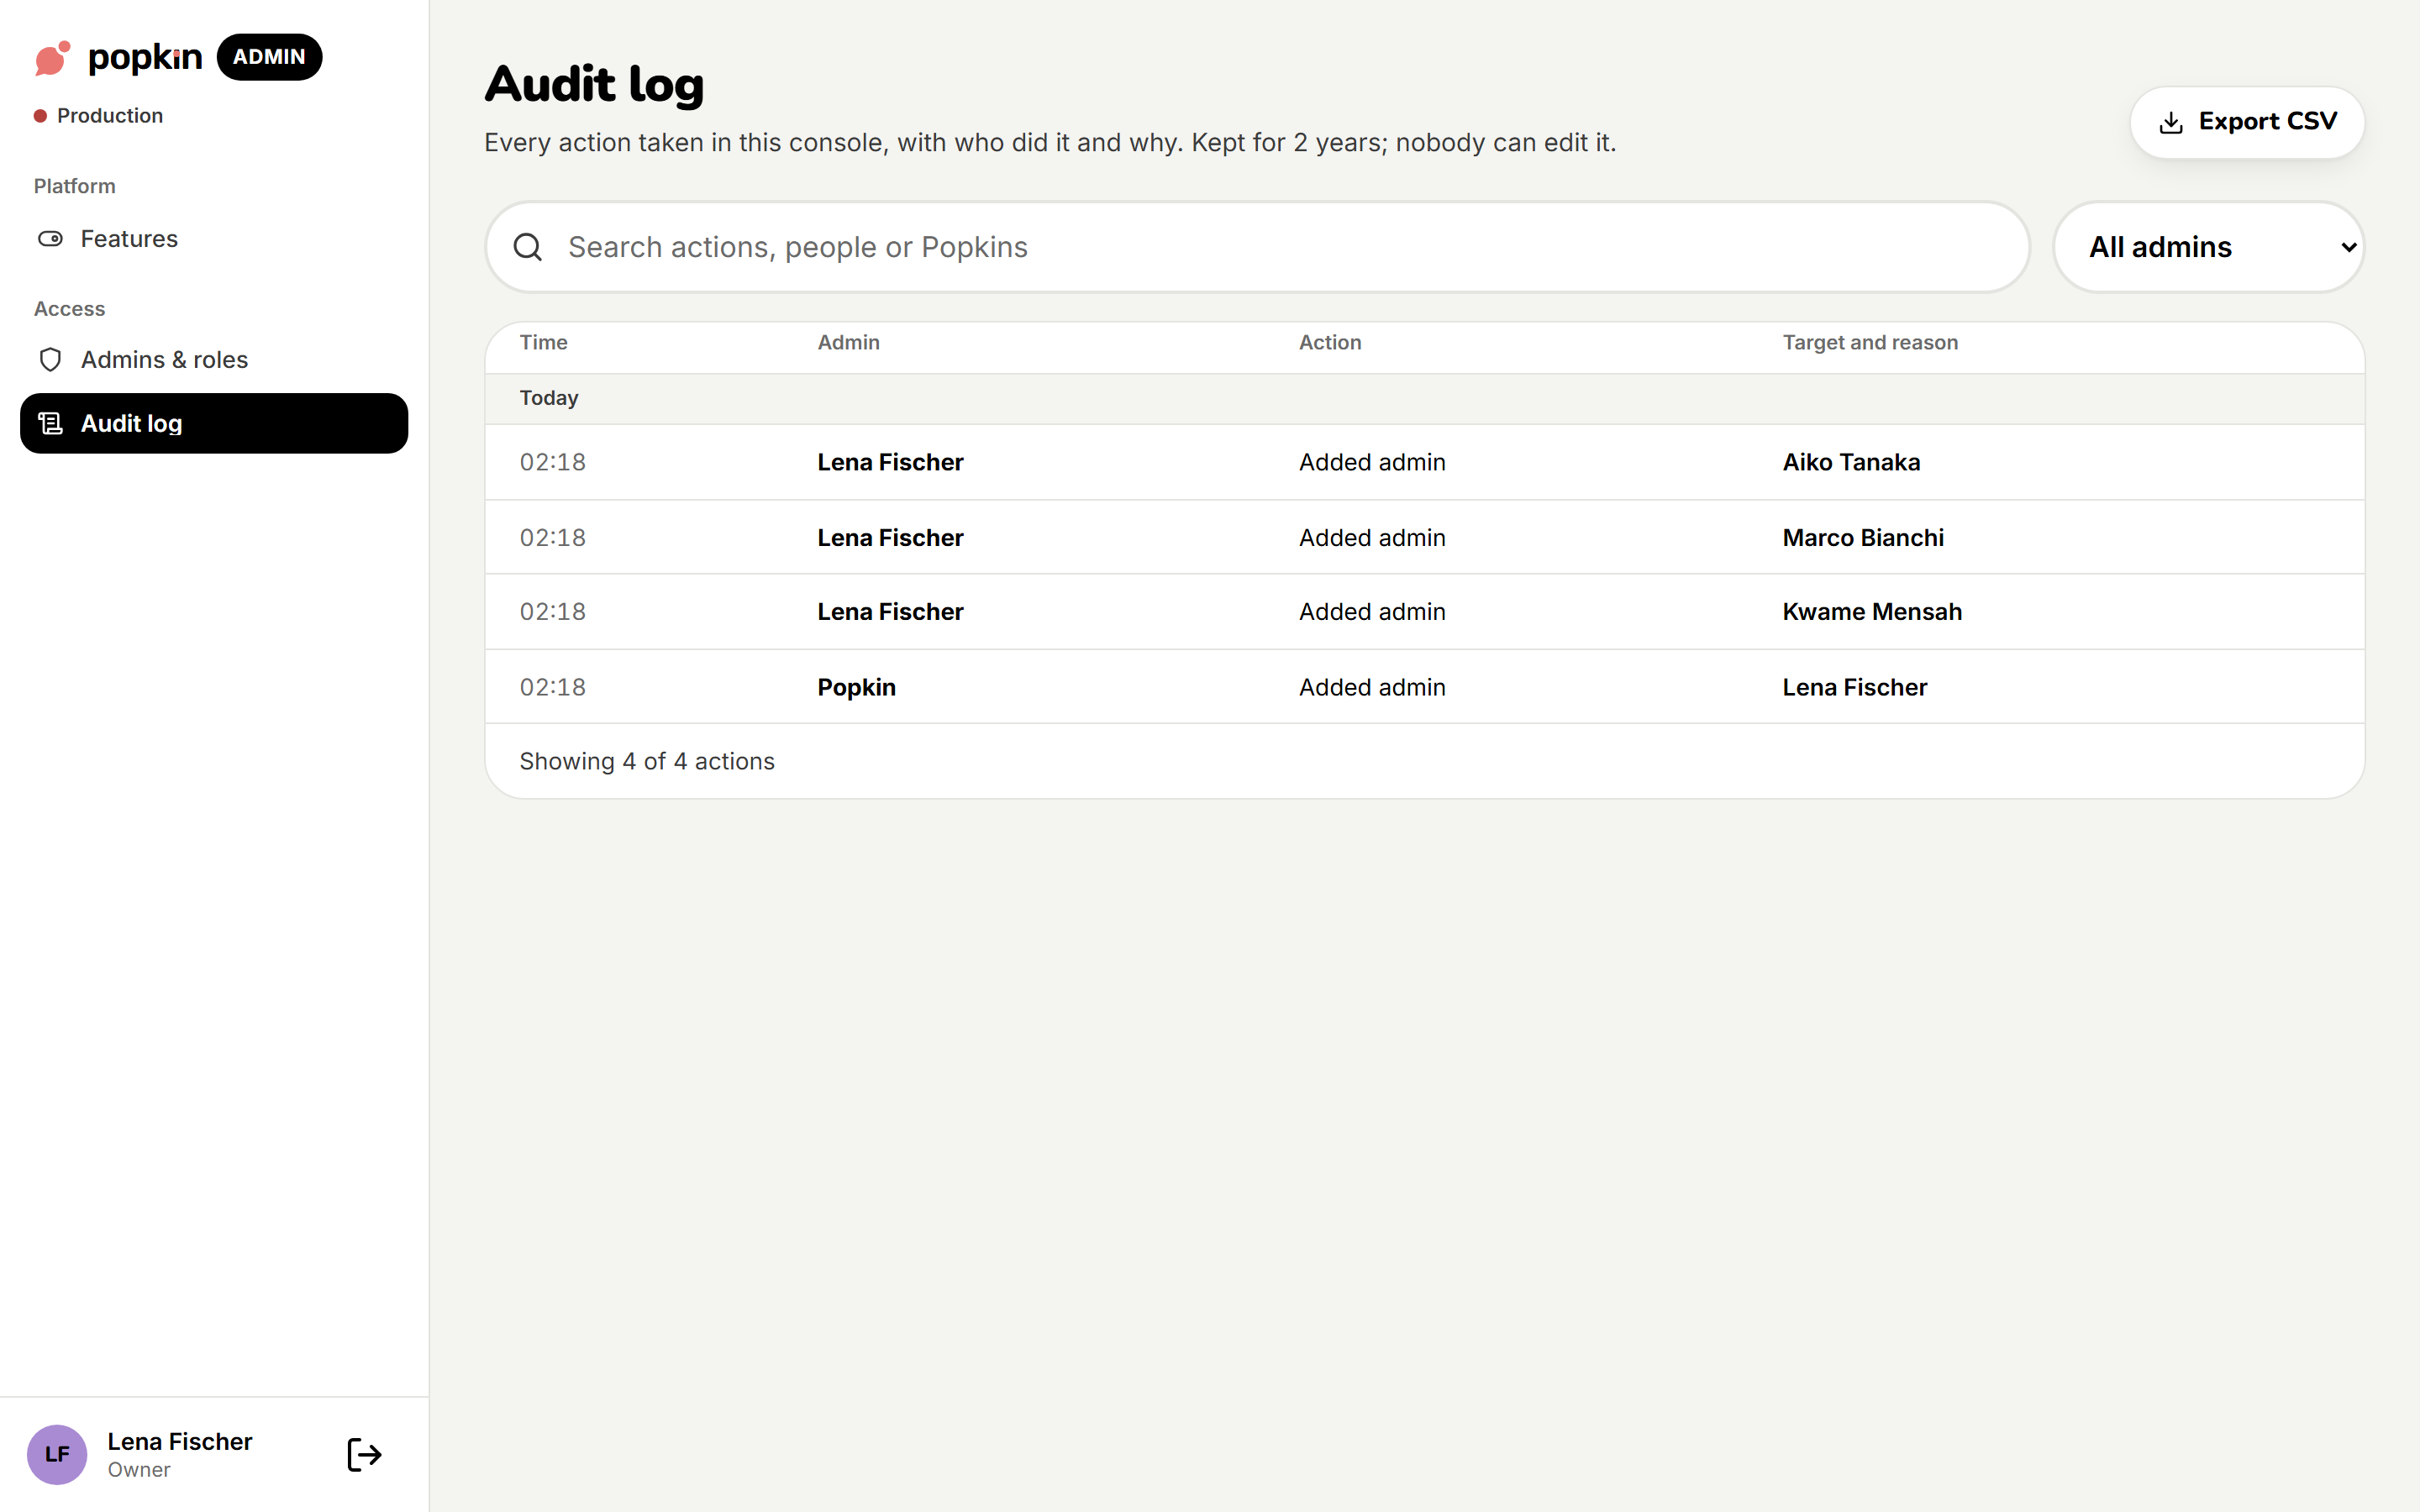 popkin ADMIN
Production
Platform
Features
Access
Admins & roles
Audit log
LF
Lena Fischer
Owner
Audit log
Every action taken in this console, with who did it and why. Kept for 2 years; nobody can edit it.
Export CSV
Search actions, people or Popkins
All admins
Time Admin Action Target and reason
Today
02:18 Lena Fischer Added admin Aiko Tanaka
02:18 Lena Fischer Added admin Marco Bianchi
02:18 Lena Fischer Added admin Kwame Mensah
02:18 Popkin Added admin Lena Fischer
Showing 4 of 4 actions